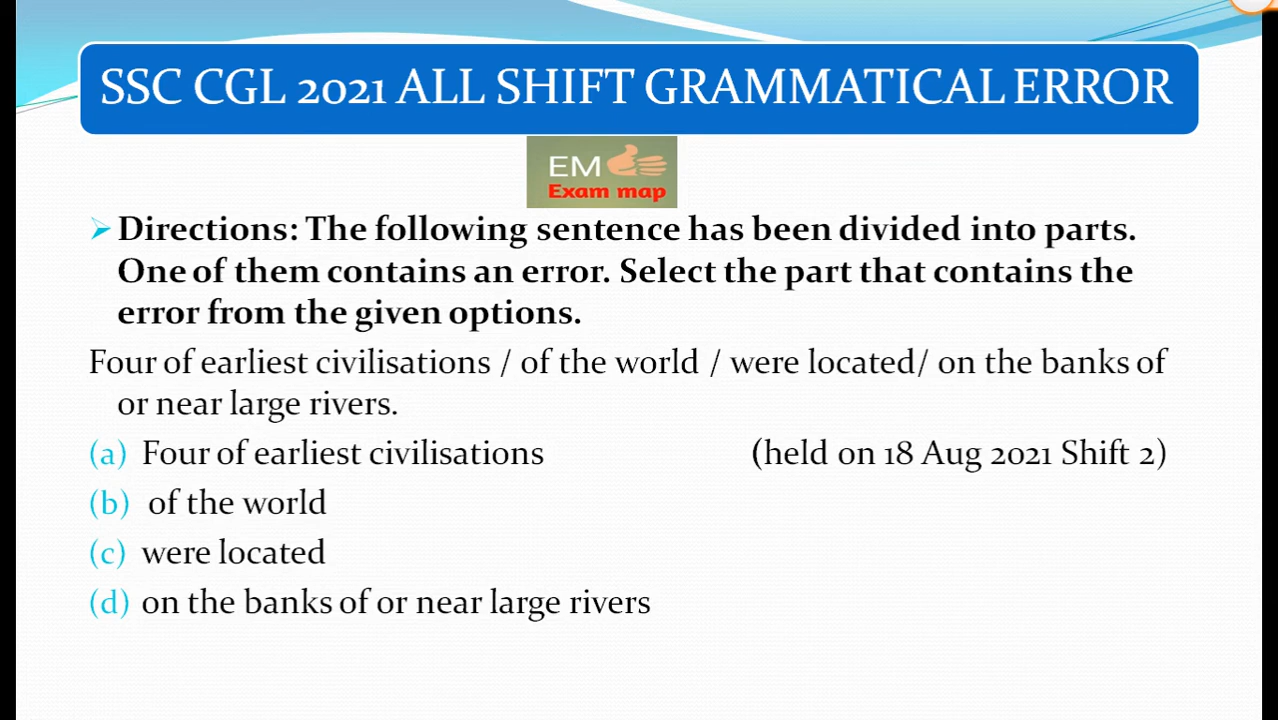 SSC CGL 2021 ALL SHIFT GRAMMATICAL ERROR
EM
Exam map
Directions: The following sentence has been divided into parts.
One of them contains an error. Select the part that contains the
error from the given options.
Four of earliest civilisations / of the world / were located/ on the banks of
or near large rivers.
(a) Four of earliest civilisations (held on 18 Aug 2021 Shift 2)
(b) of the world
(c) were located
(d) on the banks of or near large rivers